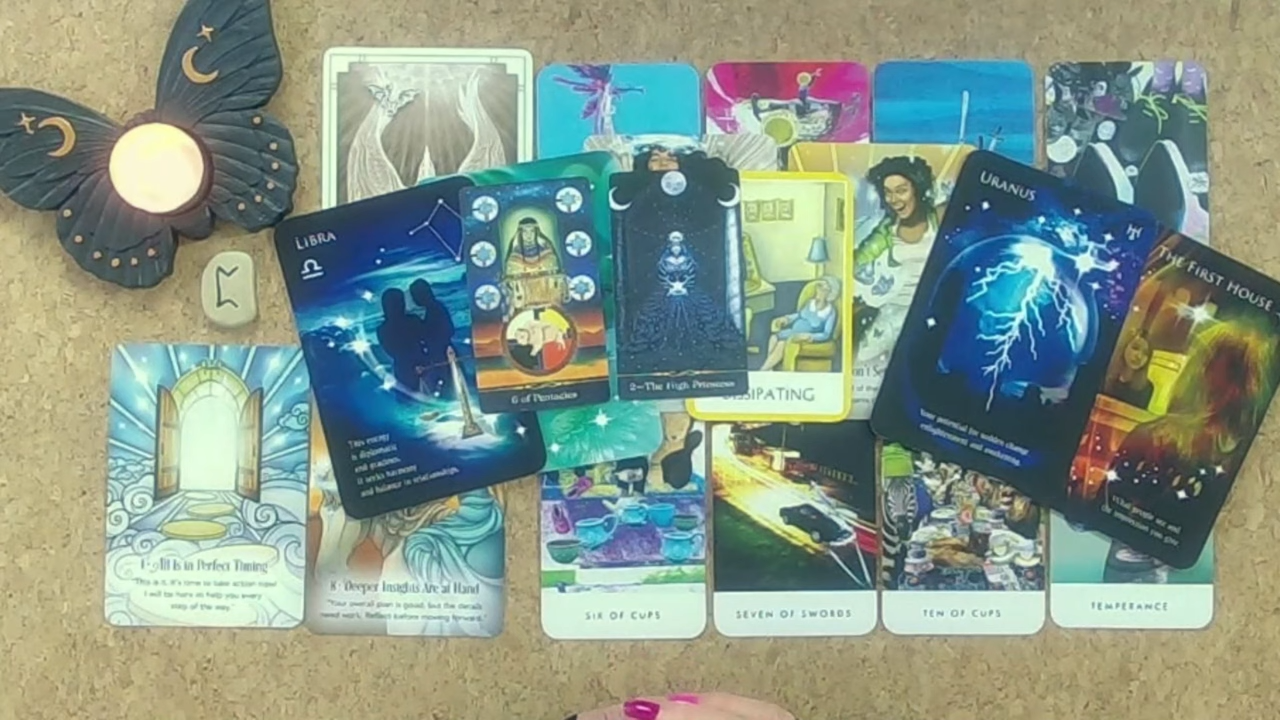 LIBRA
This energy
is diplomatic
and gracious.
It seeks harmony
and balance in relationships.
6 of Pentacles
2–The High Priestess
DISSIPATING
URANUS
Your potential for sudden change,
enlightenment and awakening.
THE FIRST HOUSE
What people see and
the impression you give
1 · All Is in Perfect Timing
"This is it. It's time to take action now!
I will be here to help you every
step of the way."
8 · Deeper Insights Are at Hand
"Your overall plan is good, but the details
need work. Reflect before moving forward."
SIX OF CUPS
SEVEN OF SWORDS
TEN OF CUPS
TEMPERANCE